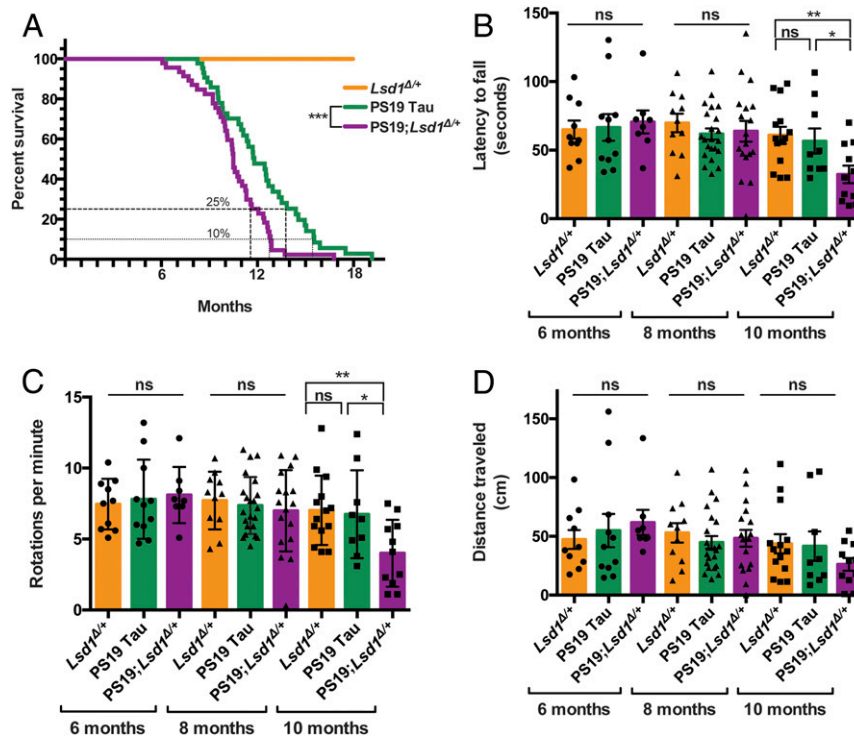 A
Percent survival
100
80
60
40
20
0
25%
10%
6
12
18
Months
Lsd1Δ/+
PS19 Tau
PS19;Lsd1Δ/+
***
B
Latency to fall
(seconds)
150
100
50
0
ns
ns
**
ns
*
Lsd1Δ/+
PS19 Tau
PS19;Lsd1Δ/+
Lsd1Δ/+
PS19 Tau
PS19;Lsd1Δ/+
Lsd1Δ/+
PS19 Tau
PS19;Lsd1Δ/+
6 months
8 months
10 months
C
Rotations per minute
15
10
5
0
ns
ns
**
ns
*
Lsd1Δ/+
PS19 Tau
PS19;Lsd1Δ/+
Lsd1Δ/+
PS19 Tau
PS19;Lsd1Δ/+
Lsd1Δ/+
PS19 Tau
PS19;Lsd1Δ/+
6 months
8 months
10 months
D
Distance traveled
(cm)
200
150
100
50
0
ns
ns
ns
Lsd1Δ/+
PS19 Tau
PS19;Lsd1Δ/+
Lsd1Δ/+
PS19 Tau
PS19;Lsd1Δ/+
Lsd1Δ/+
PS19 Tau
PS19;Lsd1Δ/+
6 months
8 months
10 months